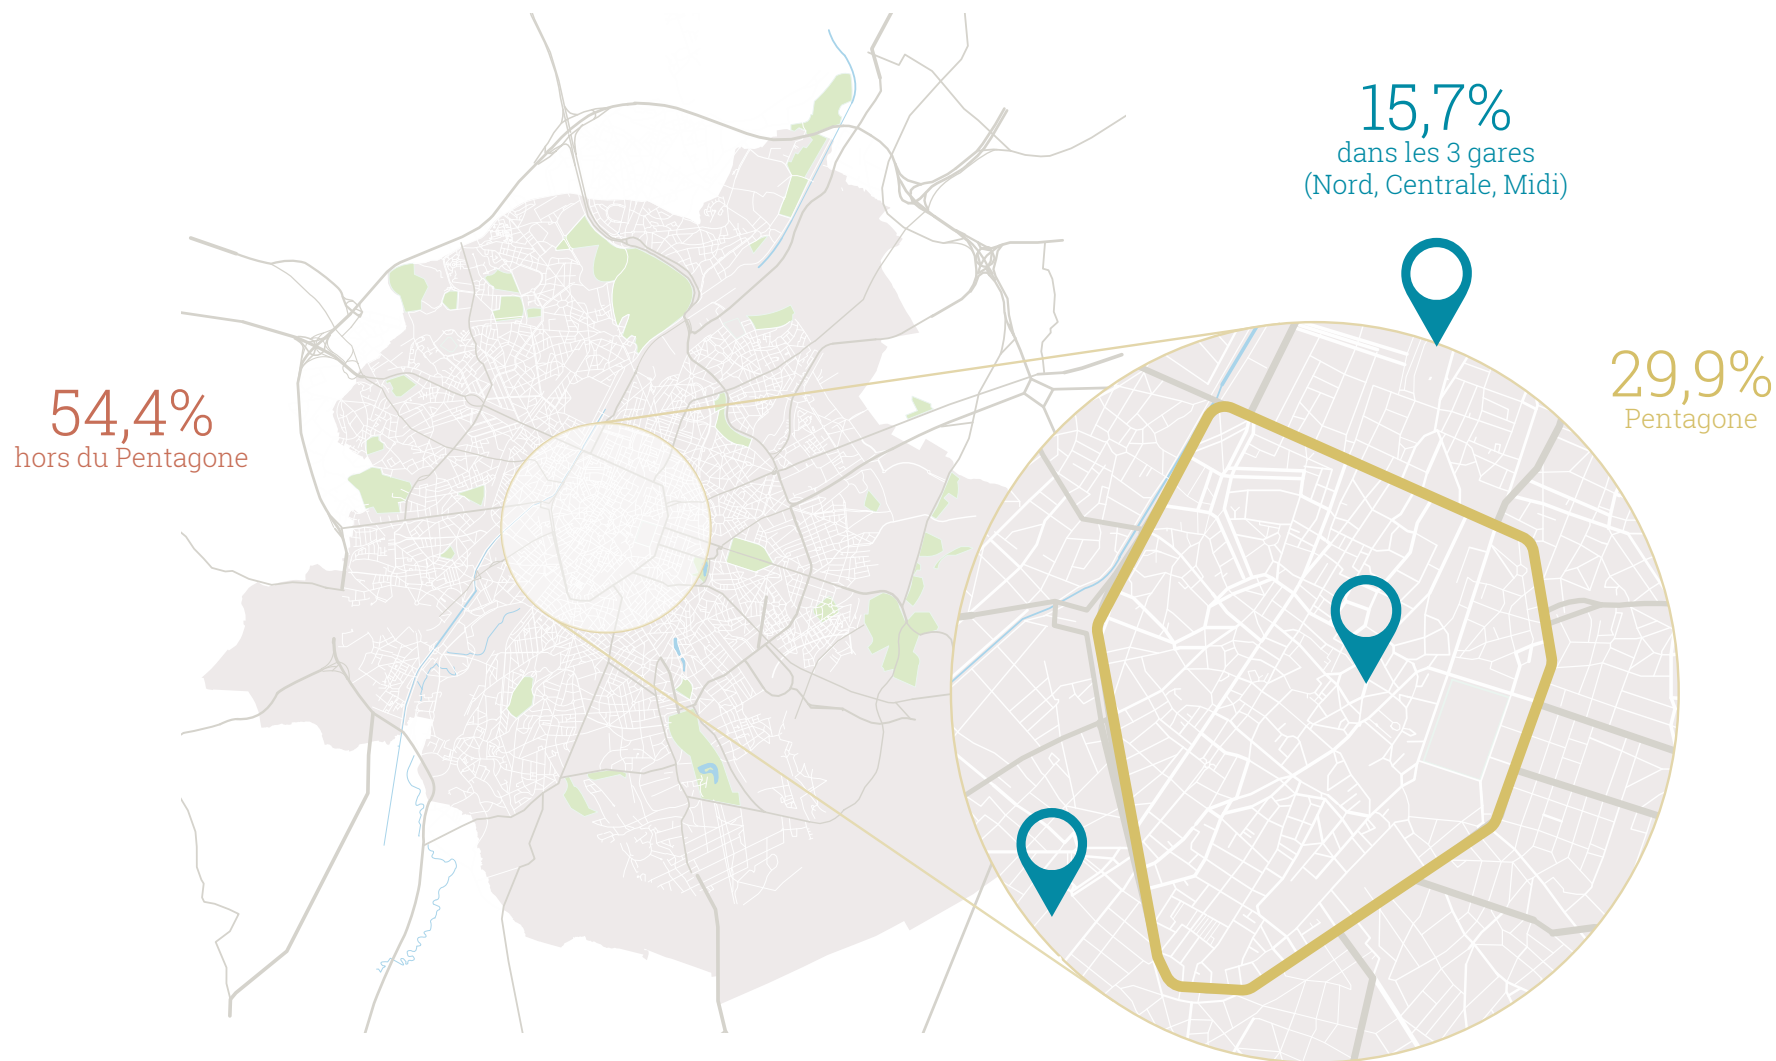 15,7%
dans les 3 gares
(Nord, Centrale, Midi)
29,9%
Pentagone
54,4%
hors du Pentagone